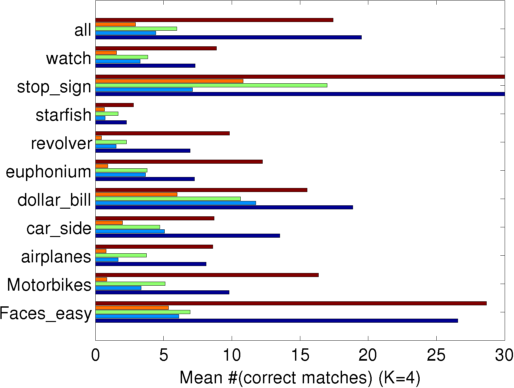 all
watch
stop_sign
starfish
revolver
euphonium
dollar_bill
car_side
airplanes
Motorbikes
Faces_easy
0 5 10 15 20 25 30
Mean #(correct matches) (K=4)